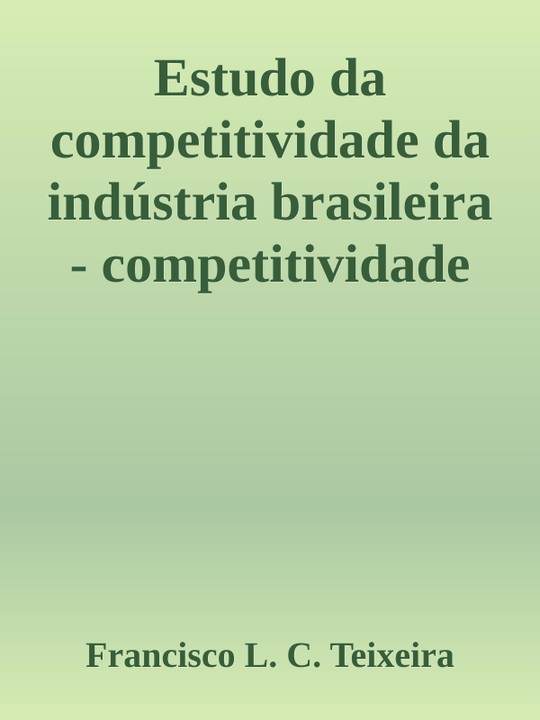 Estudo da
competitividade da
indústria brasileira
- competitividade
Francisco L. C. Teixeira